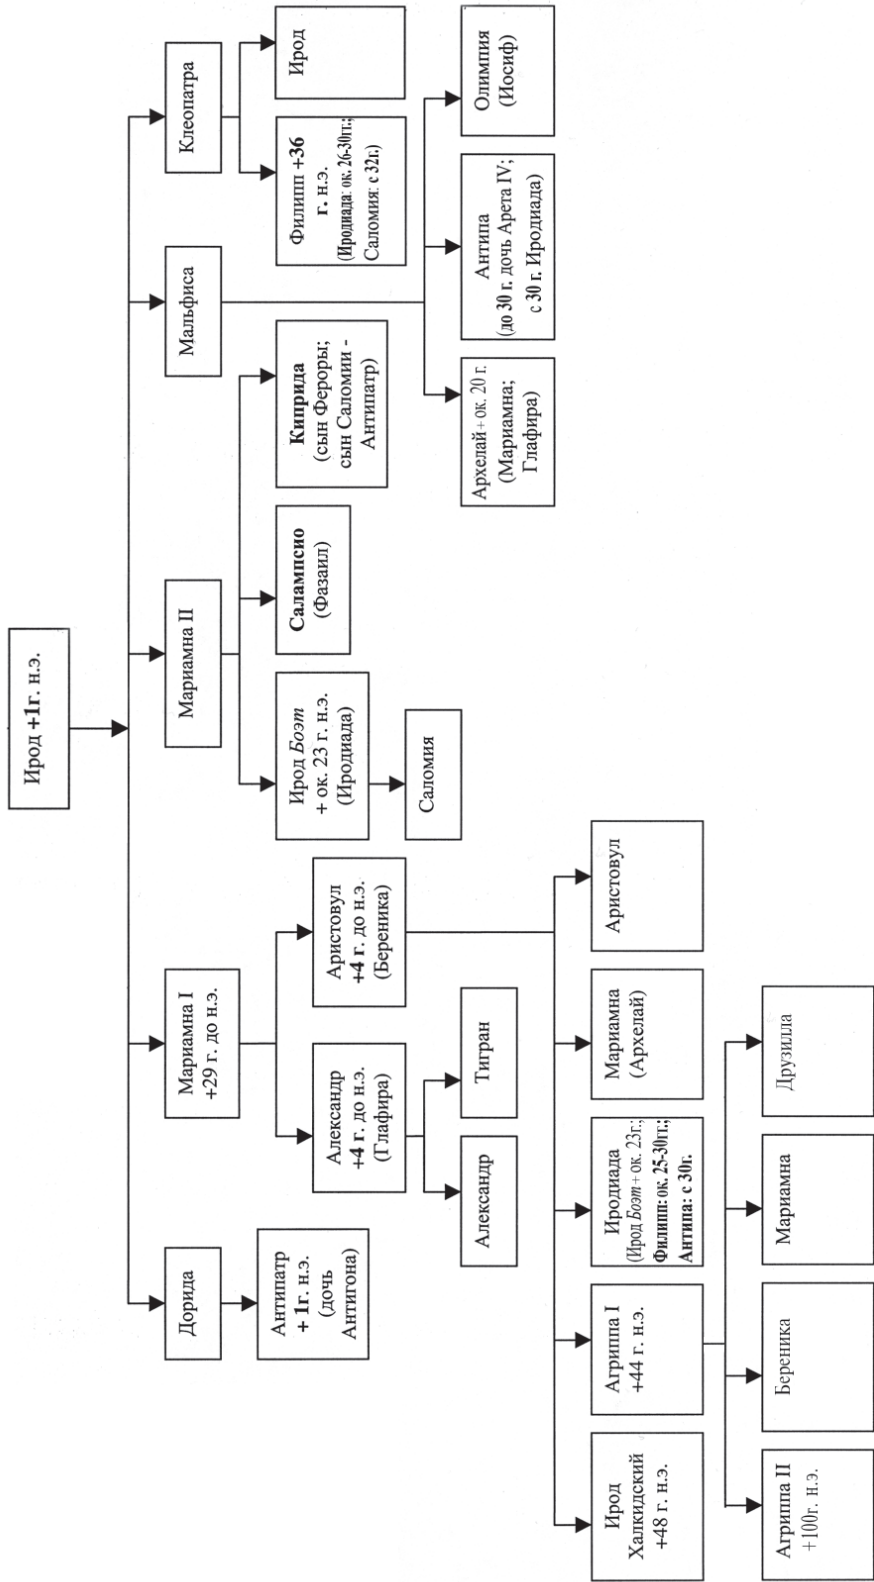 Ирод +1г. н.э.
Дорида
Мариамна I
+29 г. до н.э.
Мариамна II
Мальфиса
Клеопатра
Антипатр
+ 1г. н.э.
(дочь
Антигона)
Александр
+4 г. до н.э.
(Глафира)
Аристовул
+4 г. до н.э.
(Береника)
Ирод Боэт
+ ок. 23 г. н.э.
(Иродиада)
Салампсио
(Фазаил)
Киприда
(сын Фероры;
сын Саломии -
Антипатр)
Филипп +36
г. н.э.
(Иродиада: ок. 26-30гг.;
Саломия: с 32г.)
Ирод
Александр
Тигран
Саломия
Архелай+ ок. 20 г.
(Мариамна;
Глафира)
Антипа
(до 30 г. дочь Арета IV;
с 30 г. Иродиада)
Олимпия
(Иосиф)
Ирод
Халкидский
+48 г. н.э.
Агриппа I
+44 г. н.э.
Иродиада
(Ирод Боэт+ ок. 23г.;
Филипп: ок. 25-30гг.;
Антипа: с 30г.
Мариамна
(Архелай)
Аристовул
Агриппа II
+100г. н.э.
Береника
Мариамна
Друзилла